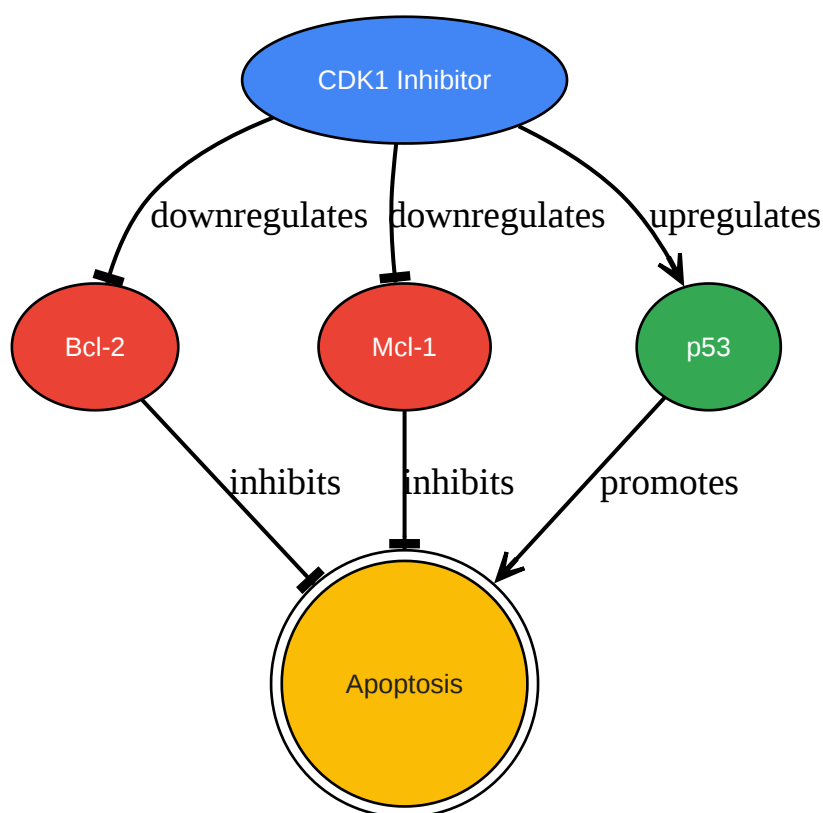 CDK1 Inhibitor
downregulates
downregulates
upregulates
Bcl-2
Mcl-1
p53
inhibits
inhibits
promotes
Apoptosis